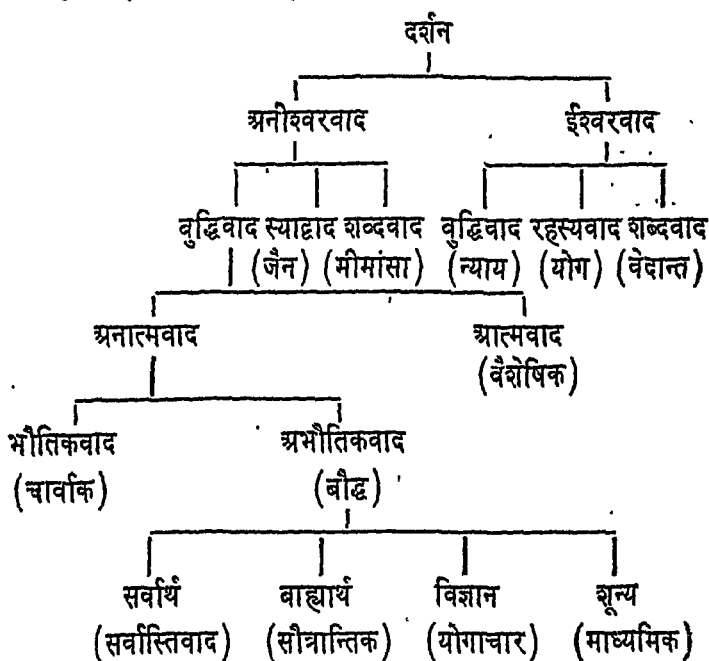 दर्शन
अनीश्वरवाद ईश्वरवाद
वुद्धिवाद स्याद्वाद शव्दवाद वुद्धिवाद रहस्यवाद शब्दवाद
(जैन) (मीमांसा) (न्याय) (योग) (वेदान्त)
अनात्मवाद आत्मवाद
(वैशेषिक)
भौतिकवाद अभौतिकवाद
(चार्वाक) (बौद्ध)
सर्वार्थ बाह्यार्थ विज्ञान शून्य
(सर्वास्तिवाद) (सौत्रान्तिक) (योगाचार) (माध्यमिक)